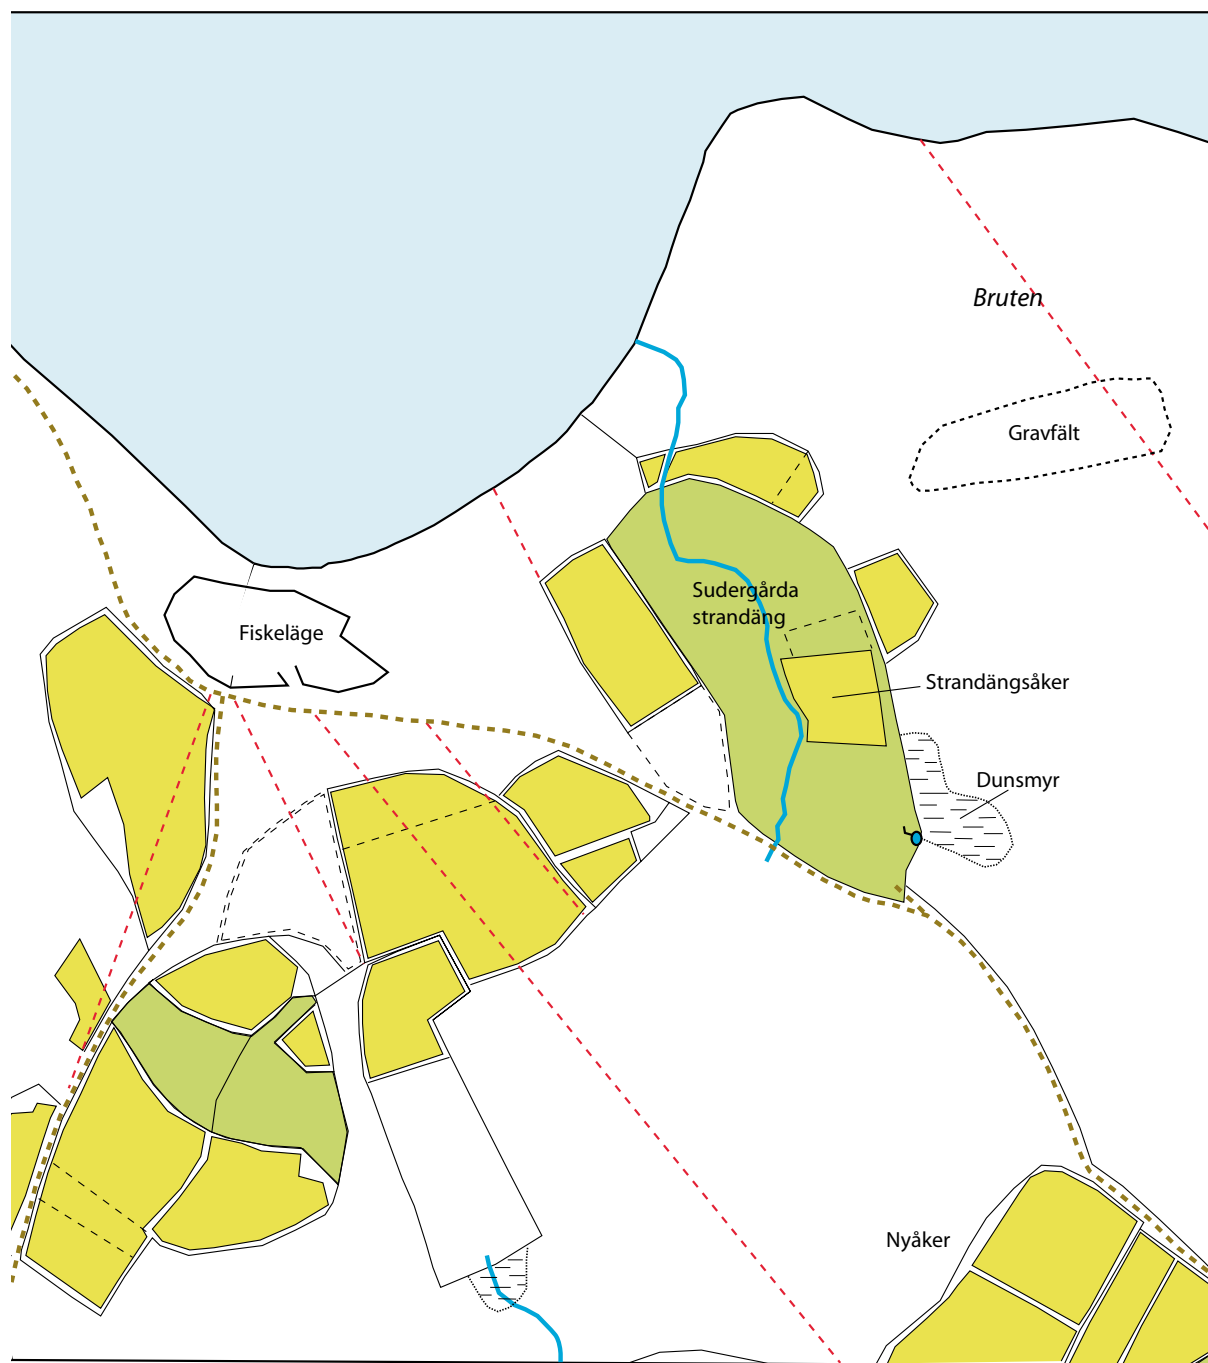 Bruten
Gravfält
Sudergårda
strandäng
Fiskeläge
Strandängsåker
Dunsmyr
Nyåker